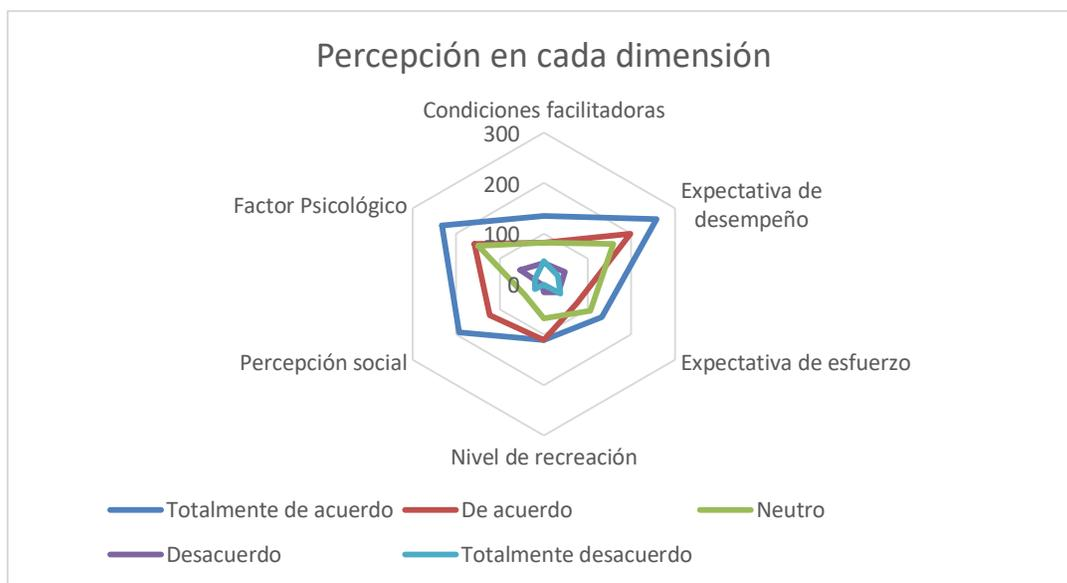 Percepción en cada dimensión
Condiciones facilitadoras
300
200
100
0
Expectativa de
desempeño
Expectativa de esfuerzo
Nivel de recreación
Percepción social
Factor Psicológico
Totalmente de acuerdo
De acuerdo
Neutro
Desacuerdo
Totalmente desacuerdo